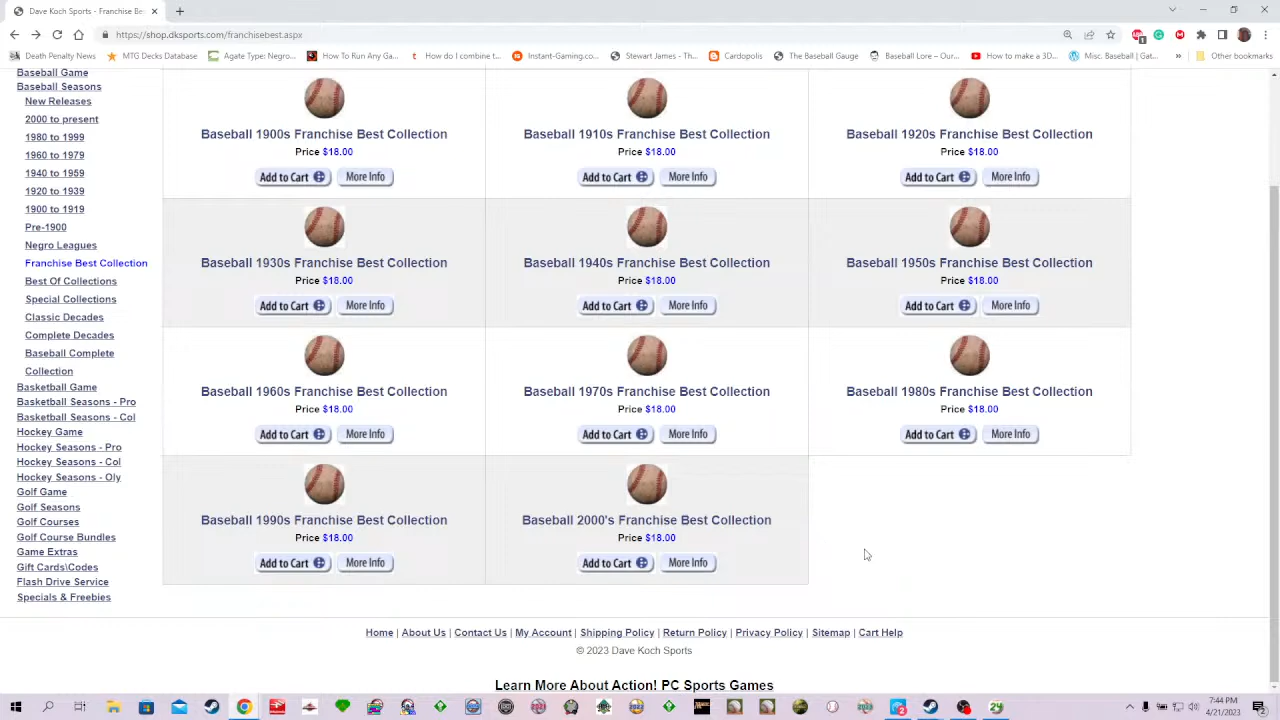 Dave Koch Sports - Franchise Be
https://shop.dksports.com/franchisebest.aspx
Death Penalty News
MTG Decks Database
Agate Type: Negro...
How To Run Any Ga...
How do I combine t...
Instant-Gaming.co...
Stewart James - Th...
Cardopolis
The Baseball Gauge
Baseball Lore – Our...
How to make a 3D...
Misc. Baseball | Gat...
»
Other bookmarks
Baseball Game
Baseball Seasons
New Releases
2000 to present
1980 to 1999
1960 to 1979
1940 to 1959
1920 to 1939
1900 to 1919
Pre-1900
Negro Leagues
Franchise Best Collection
Best Of Collections
Special Collections
Classic Decades
Complete Decades
Baseball Complete
Collection
Basketball Game
Basketball Seasons - Pro
Basketball Seasons - Col
Hockey Game
Hockey Seasons - Pro
Hockey Seasons - Col
Hockey Seasons - Oly
Golf Game
Golf Seasons
Golf Courses
Golf Course Bundles
Game Extras
Gift Cards\Codes
Flash Drive Service
Specials & Freebies
Baseball 1900s Franchise Best Collection
Price $18.00
Add to Cart More Info
Baseball 1910s Franchise Best Collection
Price $18.00
Add to Cart More Info
Baseball 1920s Franchise Best Collection
Price $18.00
Add to Cart More Info
Baseball 1930s Franchise Best Collection
Price $18.00
Add to Cart More Info
Baseball 1940s Franchise Best Collection
Price $18.00
Add to Cart More Info
Baseball 1950s Franchise Best Collection
Price $18.00
Add to Cart More Info
Baseball 1960s Franchise Best Collection
Price $18.00
Add to Cart More Info
Baseball 1970s Franchise Best Collection
Price $18.00
Add to Cart More Info
Baseball 1980s Franchise Best Collection
Price $18.00
Add to Cart More Info
Baseball 1990s Franchise Best Collection
Price $18.00
Add to Cart More Info
Baseball 2000's Franchise Best Collection
Price $18.00
Add to Cart More Info
Home | About Us | Contact Us | My Account | Shipping Policy | Return Policy | Privacy Policy | Sitemap | Cart Help
© 2023 Dave Koch Sports
Learn More About Action! PC Sports Games
7:44 PM
4/21/2023